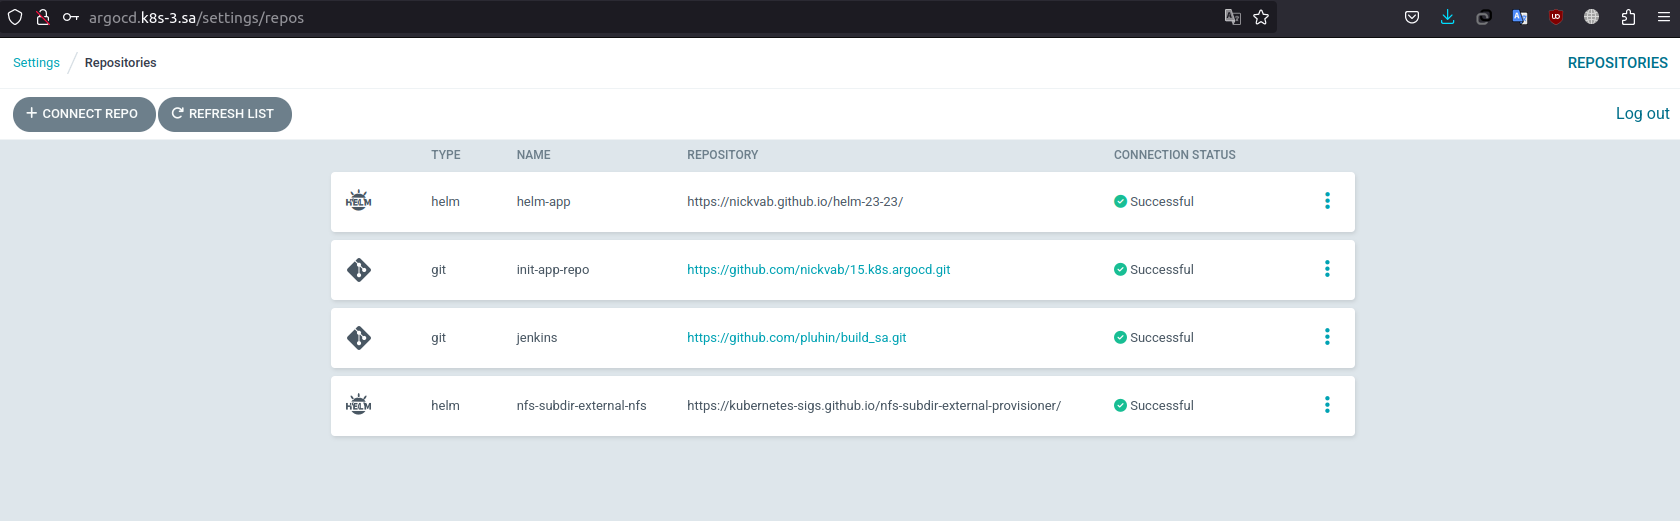 argocd.k8s-3.sa/settings/repos
Settings / Repositories
REPOSITORIES
+ CONNECT REPO
REFRESH LIST
Log out
TYPE NAME REPOSITORY CONNECTION STATUS
HELM helm helm-app https://nickvab.github.io/helm-23-23/ Successful
git init-app-repo https://github.com/nickvab/15.k8s.argocd.git Successful
git jenkins https://github.com/pluhin/build_sa.git Successful
HELM helm nfs-subdir-external-nfs https://kubernetes-sigs.github.io/nfs-subdir-external-provisioner/ Successful